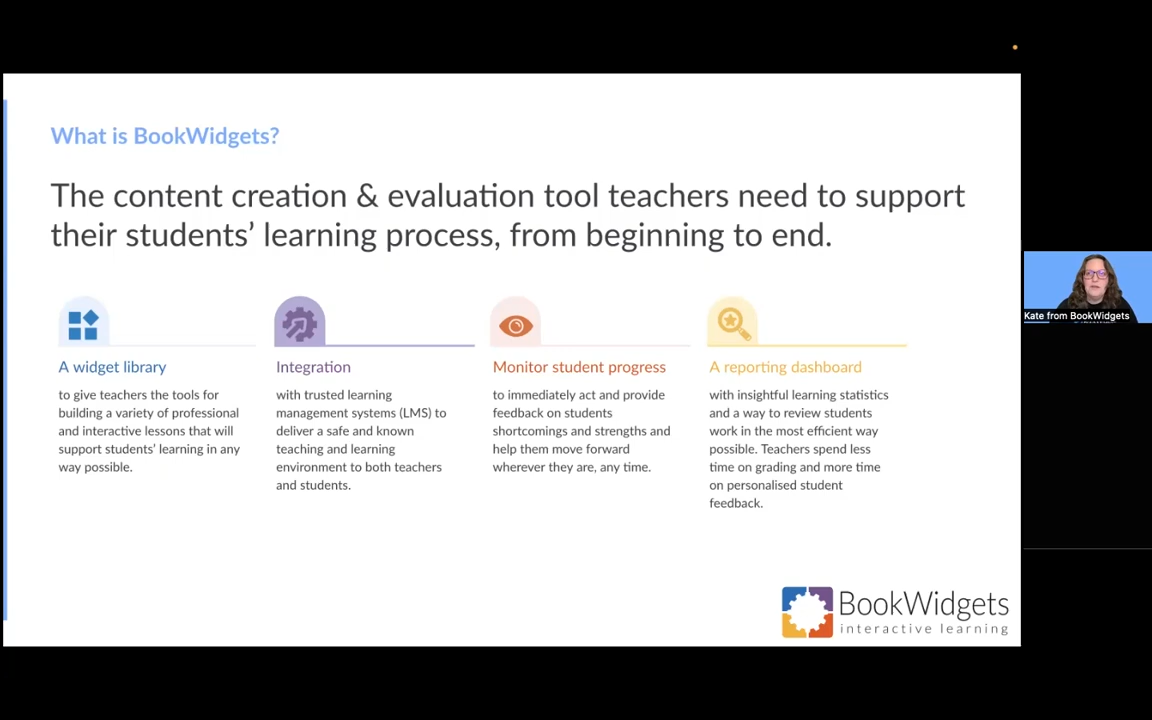 What is BookWidgets?
The content creation & evaluation tool teachers need to support
their students’ learning process, from beginning to end.
A widget library
to give teachers the tools for
building a variety of professional
and interactive lessons that will
support students’ learning in any
way possible.
Integration
with trusted learning
management systems (LMS) to
deliver a safe and known
teaching and learning
environment to both teachers
and students.
Monitor student progress
to immediately act and provide
feedback on students
shortcomings and strengths and
help them move forward
wherever they are, any time.
A reporting dashboard
with insightful learning statistics
and a way to review students
work in the most efficient way
possible. Teachers spend less
time on grading and more time
on personalised student
feedback.
Kate from BookWidgets
BookWidgets
interactive learning